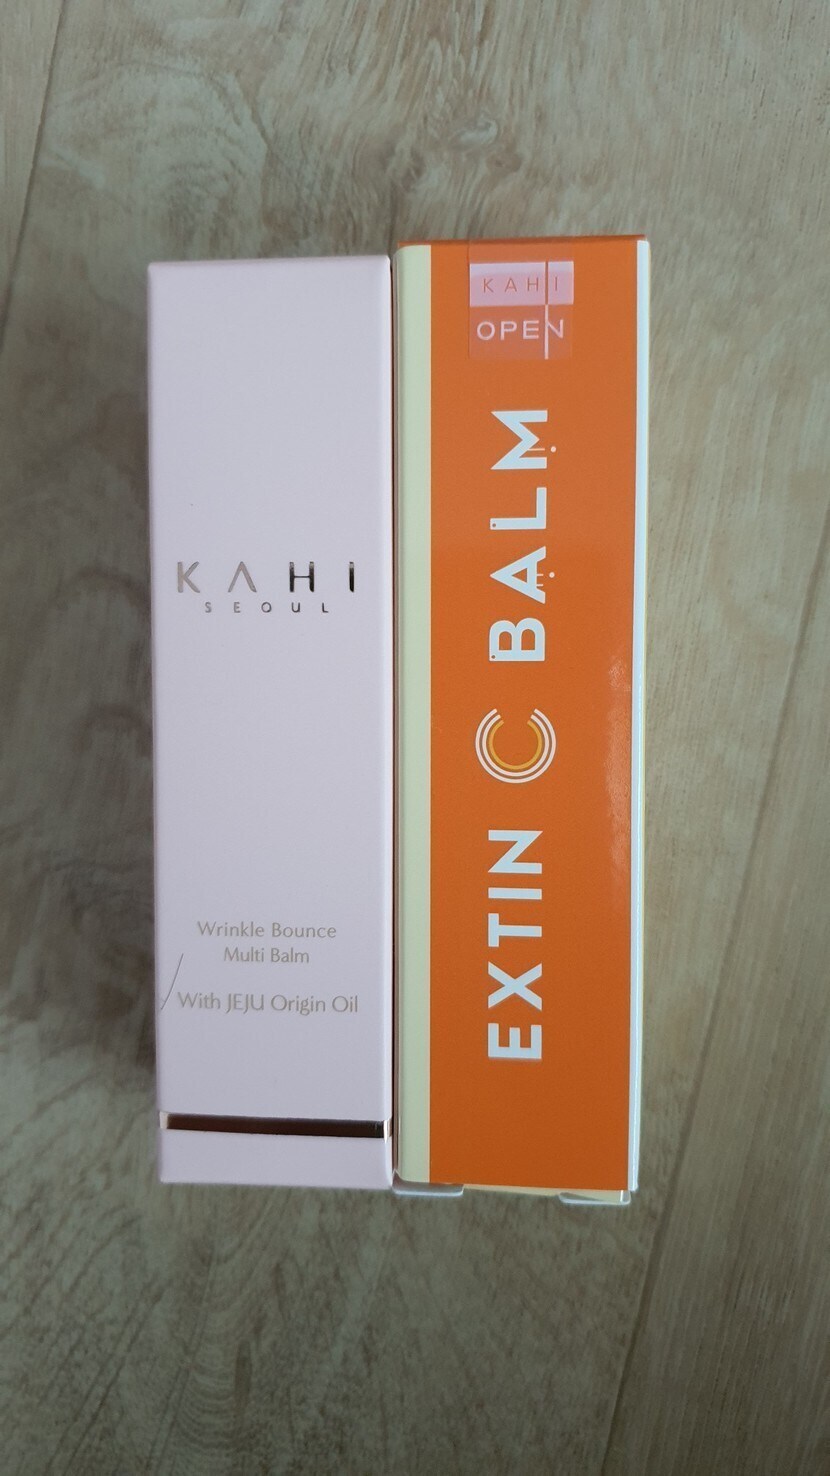 KAHI
SEOUL
Wrinkle Bounce
Multi Balm
With JEJU Origin Oil
KAHI
OPEN
EXTIN C BALM